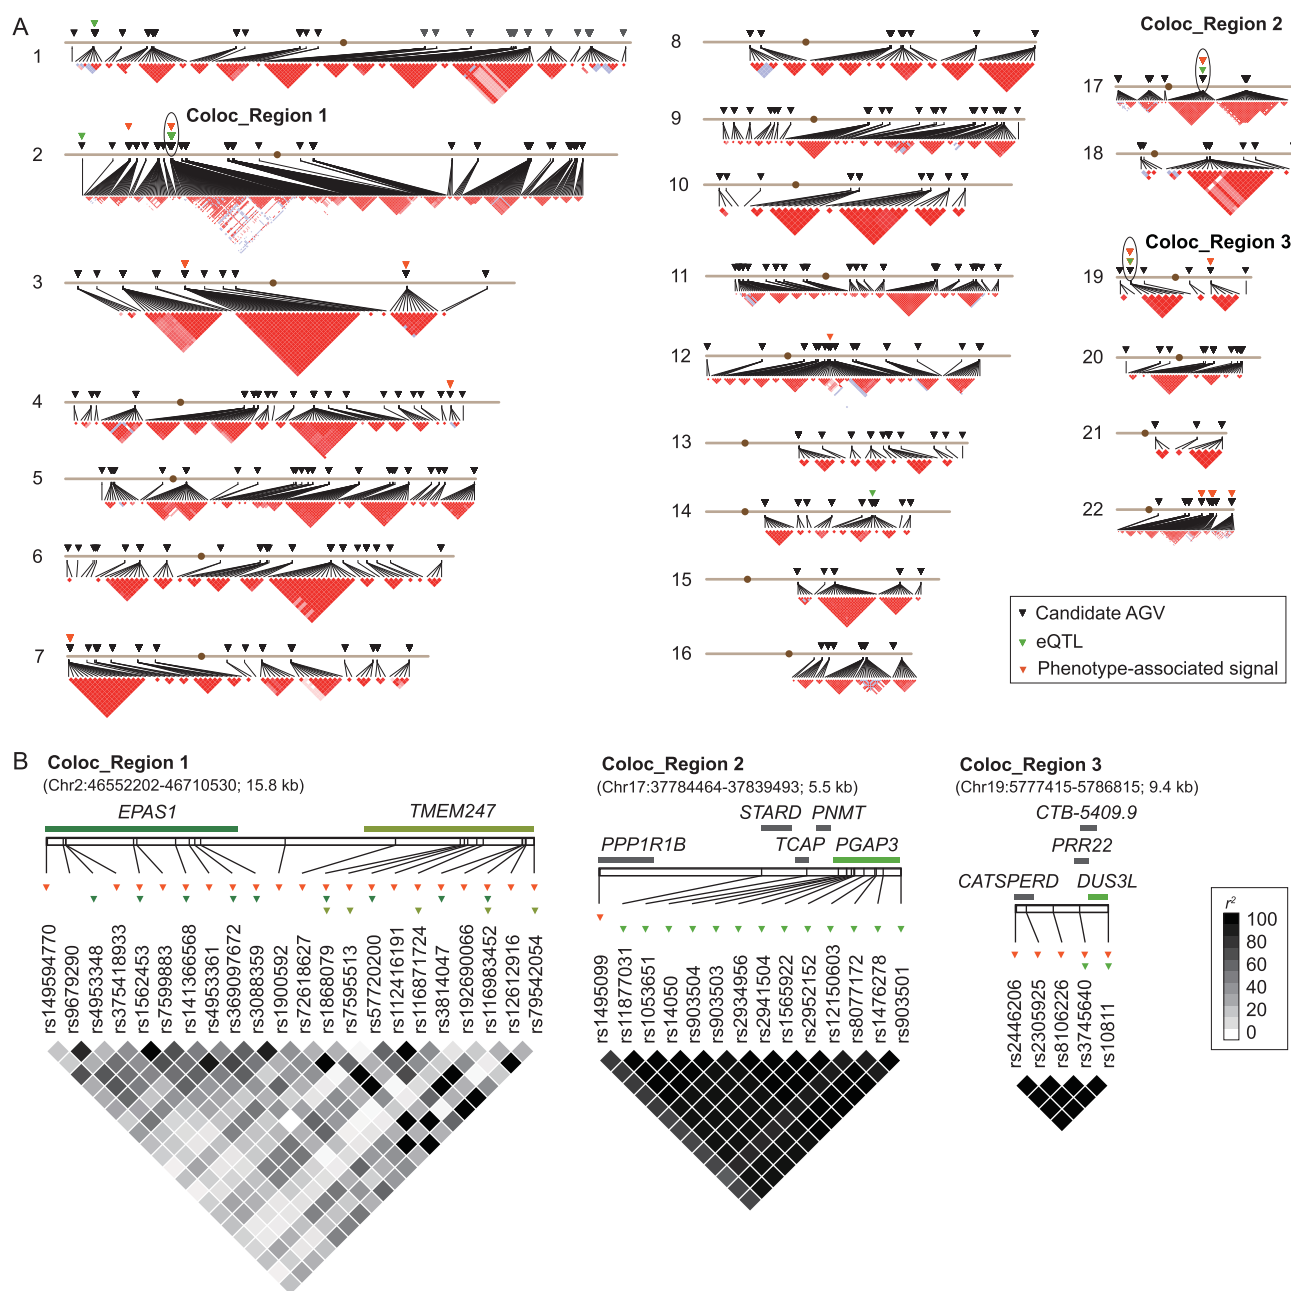 A
1
Coloc_Region 1
2
3
4
5
6
7
8
9
10
11
12
13
14
15
16
Coloc_Region 2
17
18
Coloc_Region 3
19
20
21
22
Candidate AGV
eQTL
Phenotype-associated signal
B
Coloc_Region 1
(Chr2:46552202-46710530; 15.8 kb)
EPAS1
TMEM247
rs149594770
rs9679290
rs4953348
rs375418933
rs1562453
rs7599883
rs141366568
rs4953361
rs369097672
rs3088359
rs1900592
rs72618627
rs1868079
rs7595513
rs57720200
rs112416191
rs116871724
rs3814047
rs192690066
rs116983452
rs12612916
rs79542054
Coloc_Region 2
(Chr17:37784464-37839493; 5.5 kb)
STARD
PNMT
PPP1R1B
TCAP
PGAP3
rs1495099
rs11877031
rs1053651
rs14050
rs903504
rs903503
rs2934956
rs2941504
rs1565922
rs2952152
rs12150603
rs8077172
rs1476278
rs903501
Coloc_Region 3
(Chr19:5777415-5786815; 9.4 kb)
CTB-5409.9
PRR22
CATSPERD
DUS3L
rs2446206
rs2305925
rs8106226
rs3745640
rs10811
r²
100
80
60
40
20
0